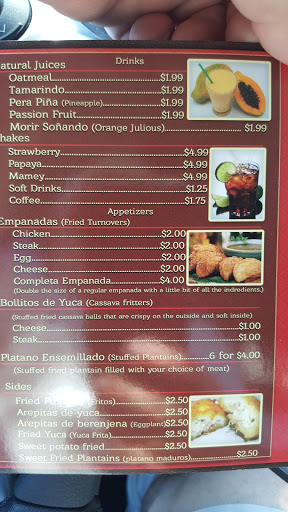 Drinks
Natural Juices
Oatmeal $1.99
Tamarindo $1.99
Pera Piña (Pineapple) $1.99
Passion Fruit $1.99
Morir Soñando (Orange Julious) $1.99
hakes
Strawberry $4.99
Papaya $4.99
Mamey $4.99
Soft Drinks $1.25
Coffee $1.75
Appetizers
Empanadas (Fried Turnovers)
Chicken $2.00
Steak $2.00
Egg $2.00
Cheese $2.00
Completa Empanada $4.00
(Double the size of a regular empanada with a little bit of all the indredients.)
Bollitos de Yuca (Cassava fritters)
(Stuffed fried cassava balls that are crispy on the outside and soft inside)
Cheese $1.00
Steak $1.00
Platano Ensemillado (Stuffed Plantains) 6 for $4.00
(Stuffed fried plantain filled with your choice of meat)
Sides
Fried (Fritos) $2.50
Arepitas de yuca $2.50
Arepitas de berenjena (Eggplant) $2.50
Fried Yuca (Yuca Frita) $2.50
Sweet potato fried $2.50
Sweet Fried Plantains (platano maduros) $2.50